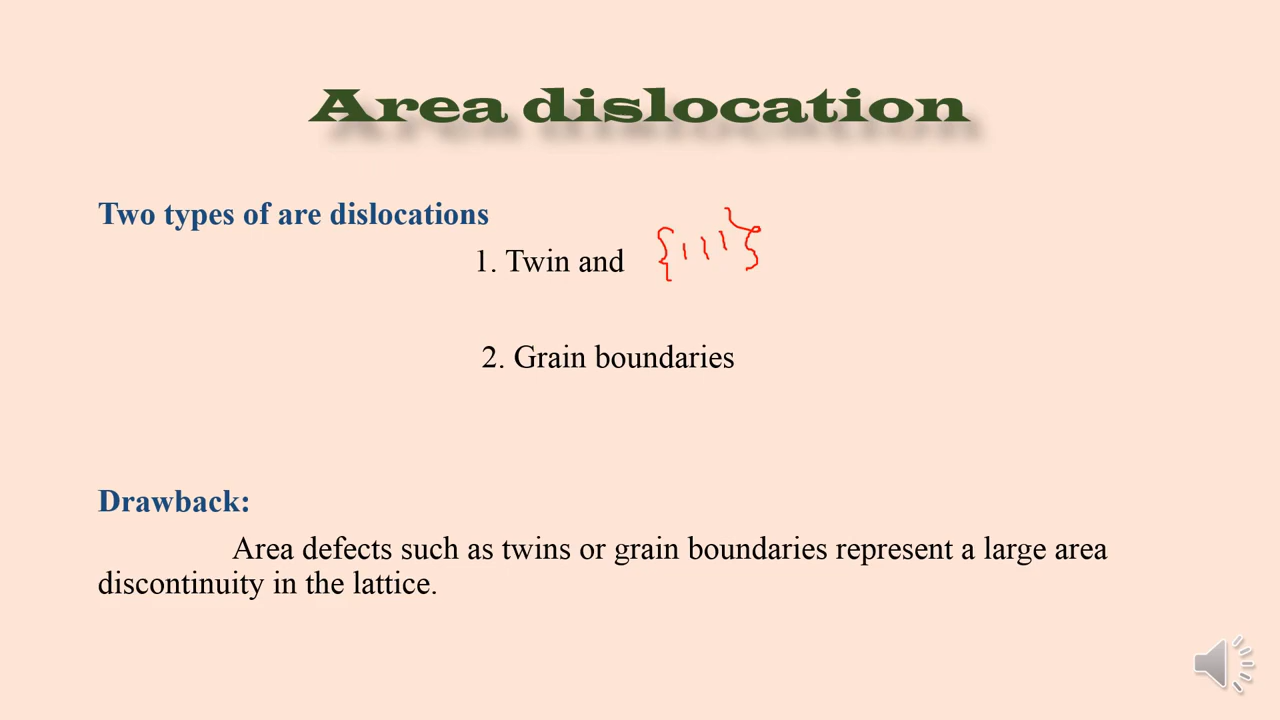 Area dislocation
Two types of are dislocations
1. Twin and
2. Grain boundaries
Drawback:
Area defects such as twins or grain boundaries represent a large area
discontinuity in the lattice.